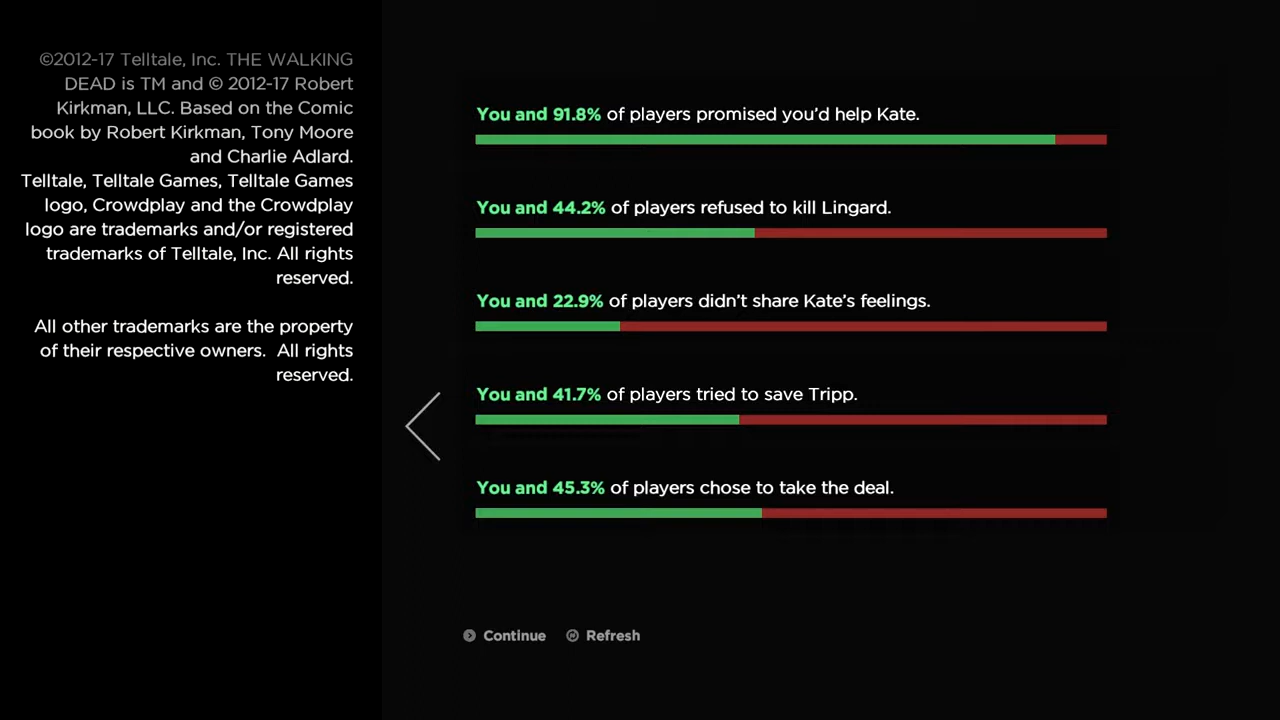 ©2012-17 Telltale, Inc. THE WALKING
DEAD is TM and © 2012-17 Robert
Kirkman, LLC. Based on the Comic
book by Robert Kirkman, Tony Moore
and Charlie Adlard.
Telltale, Telltale Games, Telltale Games
logo, Crowdplay and the Crowdplay
logo are trademarks and/or registered
trademarks of Telltale, Inc. All rights
reserved.
All other trademarks are the property
of their respective owners.  All rights
reserved.
You and 91.8% of players promised you'd help Kate.
You and 44.2% of players refused to kill Lingard.
You and 22.9% of players didn't share Kate's feelings.
You and 41.7% of players tried to save Tripp.
You and 45.3% of players chose to take the deal.
Continue Refresh